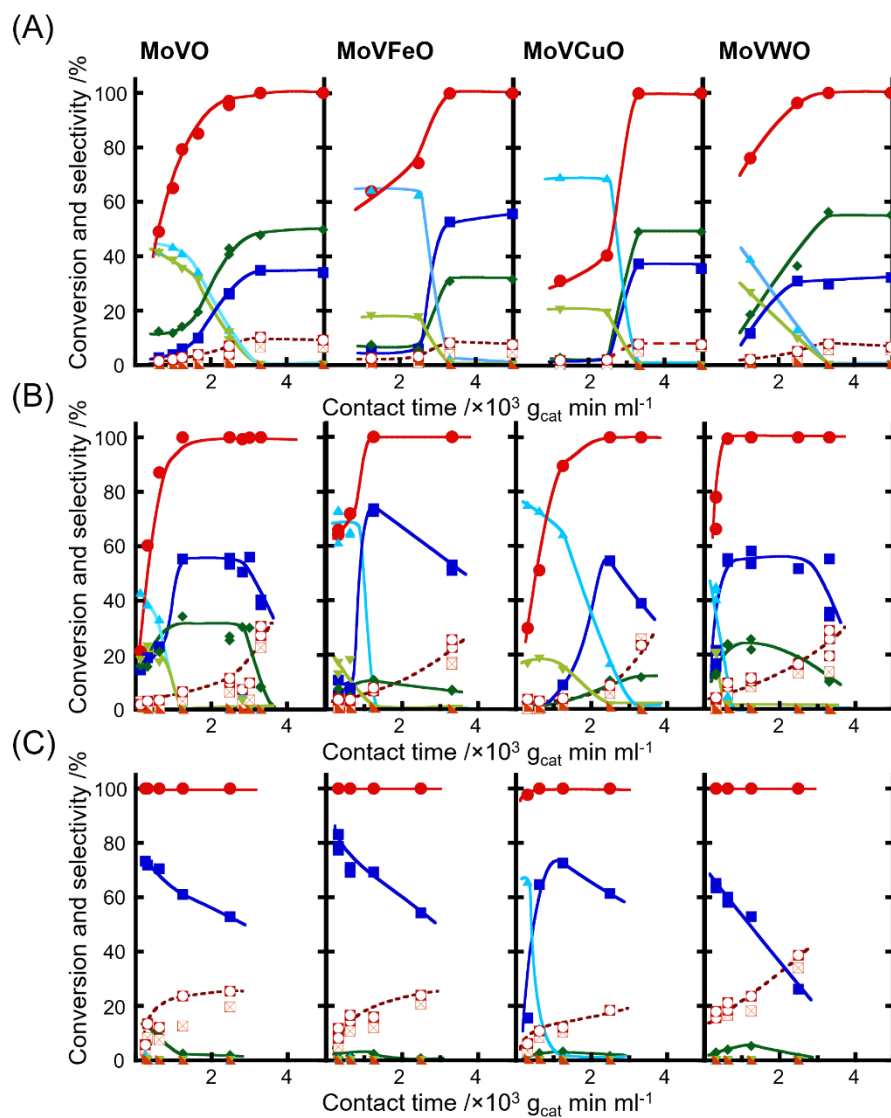 (A)
MoVO MoVFeO MoVCuO MoVWO
Conversion and selectivity /%
100
80
60
40
20
0
2 4 2 4 2 4 2 4
Contact time /×10³ g_cat min ml⁻¹
(B)
Conversion and selectivity /%
100
80
60
40
20
0
2 4 2 4 2 4 2 4
Contact time /×10³ g_cat min ml⁻¹
(C)
Conversion and selectivity /%
100
80
60
40
20
0
2 4 2 4 2 4 2 4
Contact time /×10³ g_cat min ml⁻¹